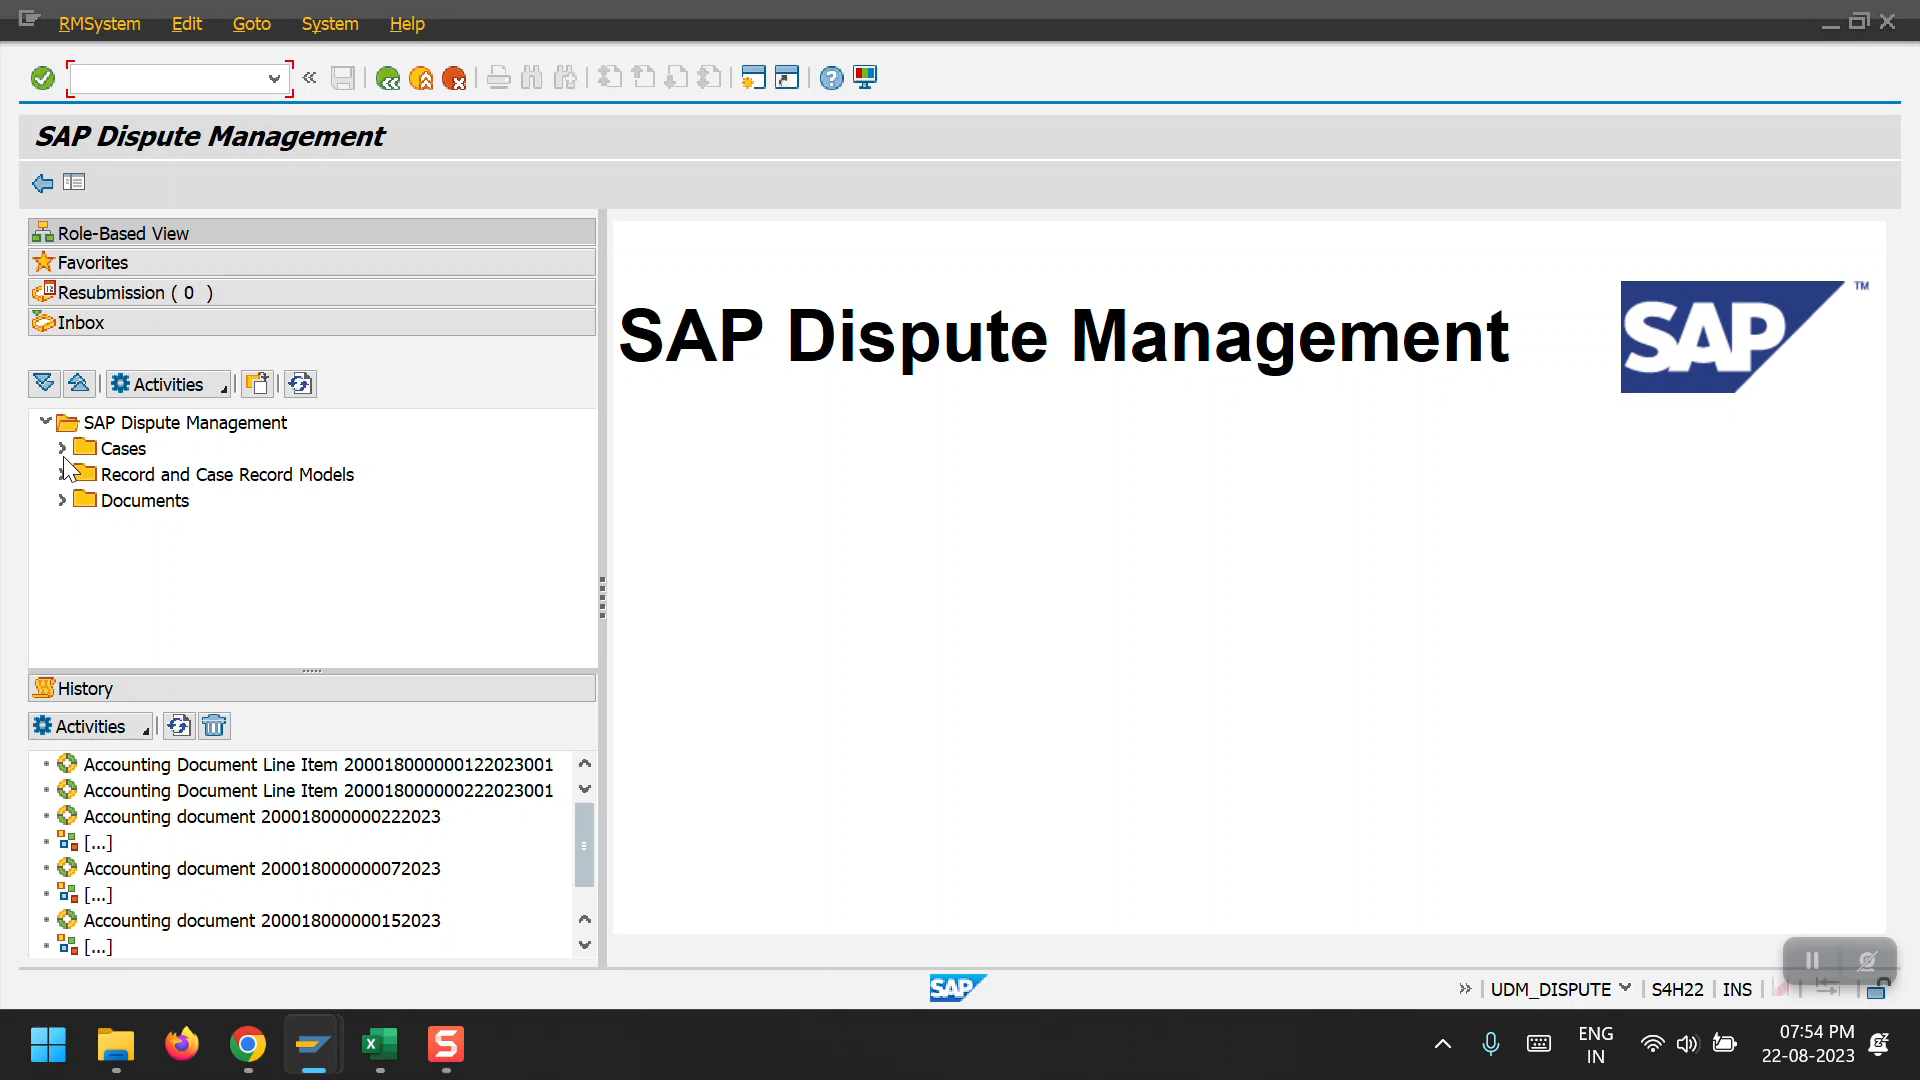 RMSystem Edit Goto System Help
SAP Dispute Management
Role-Based View
Favorites
Resubmission ( 0 )
Inbox
SAP Dispute Management
SAP ™
Activities
SAP Dispute Management
Cases
Record and Case Record Models
Documents
History
Activities
Accounting Document Line Item 200018000000122023001
Accounting Document Line Item 200018000000222023001
Accounting document 200018000000222023
[...]
Accounting document 200018000000072023
[...]
Accounting document 200018000000152023
[...]
SAP
UDM_DISPUTE S4H22 INS
ENG
IN
07:54 PM
22-08-2023